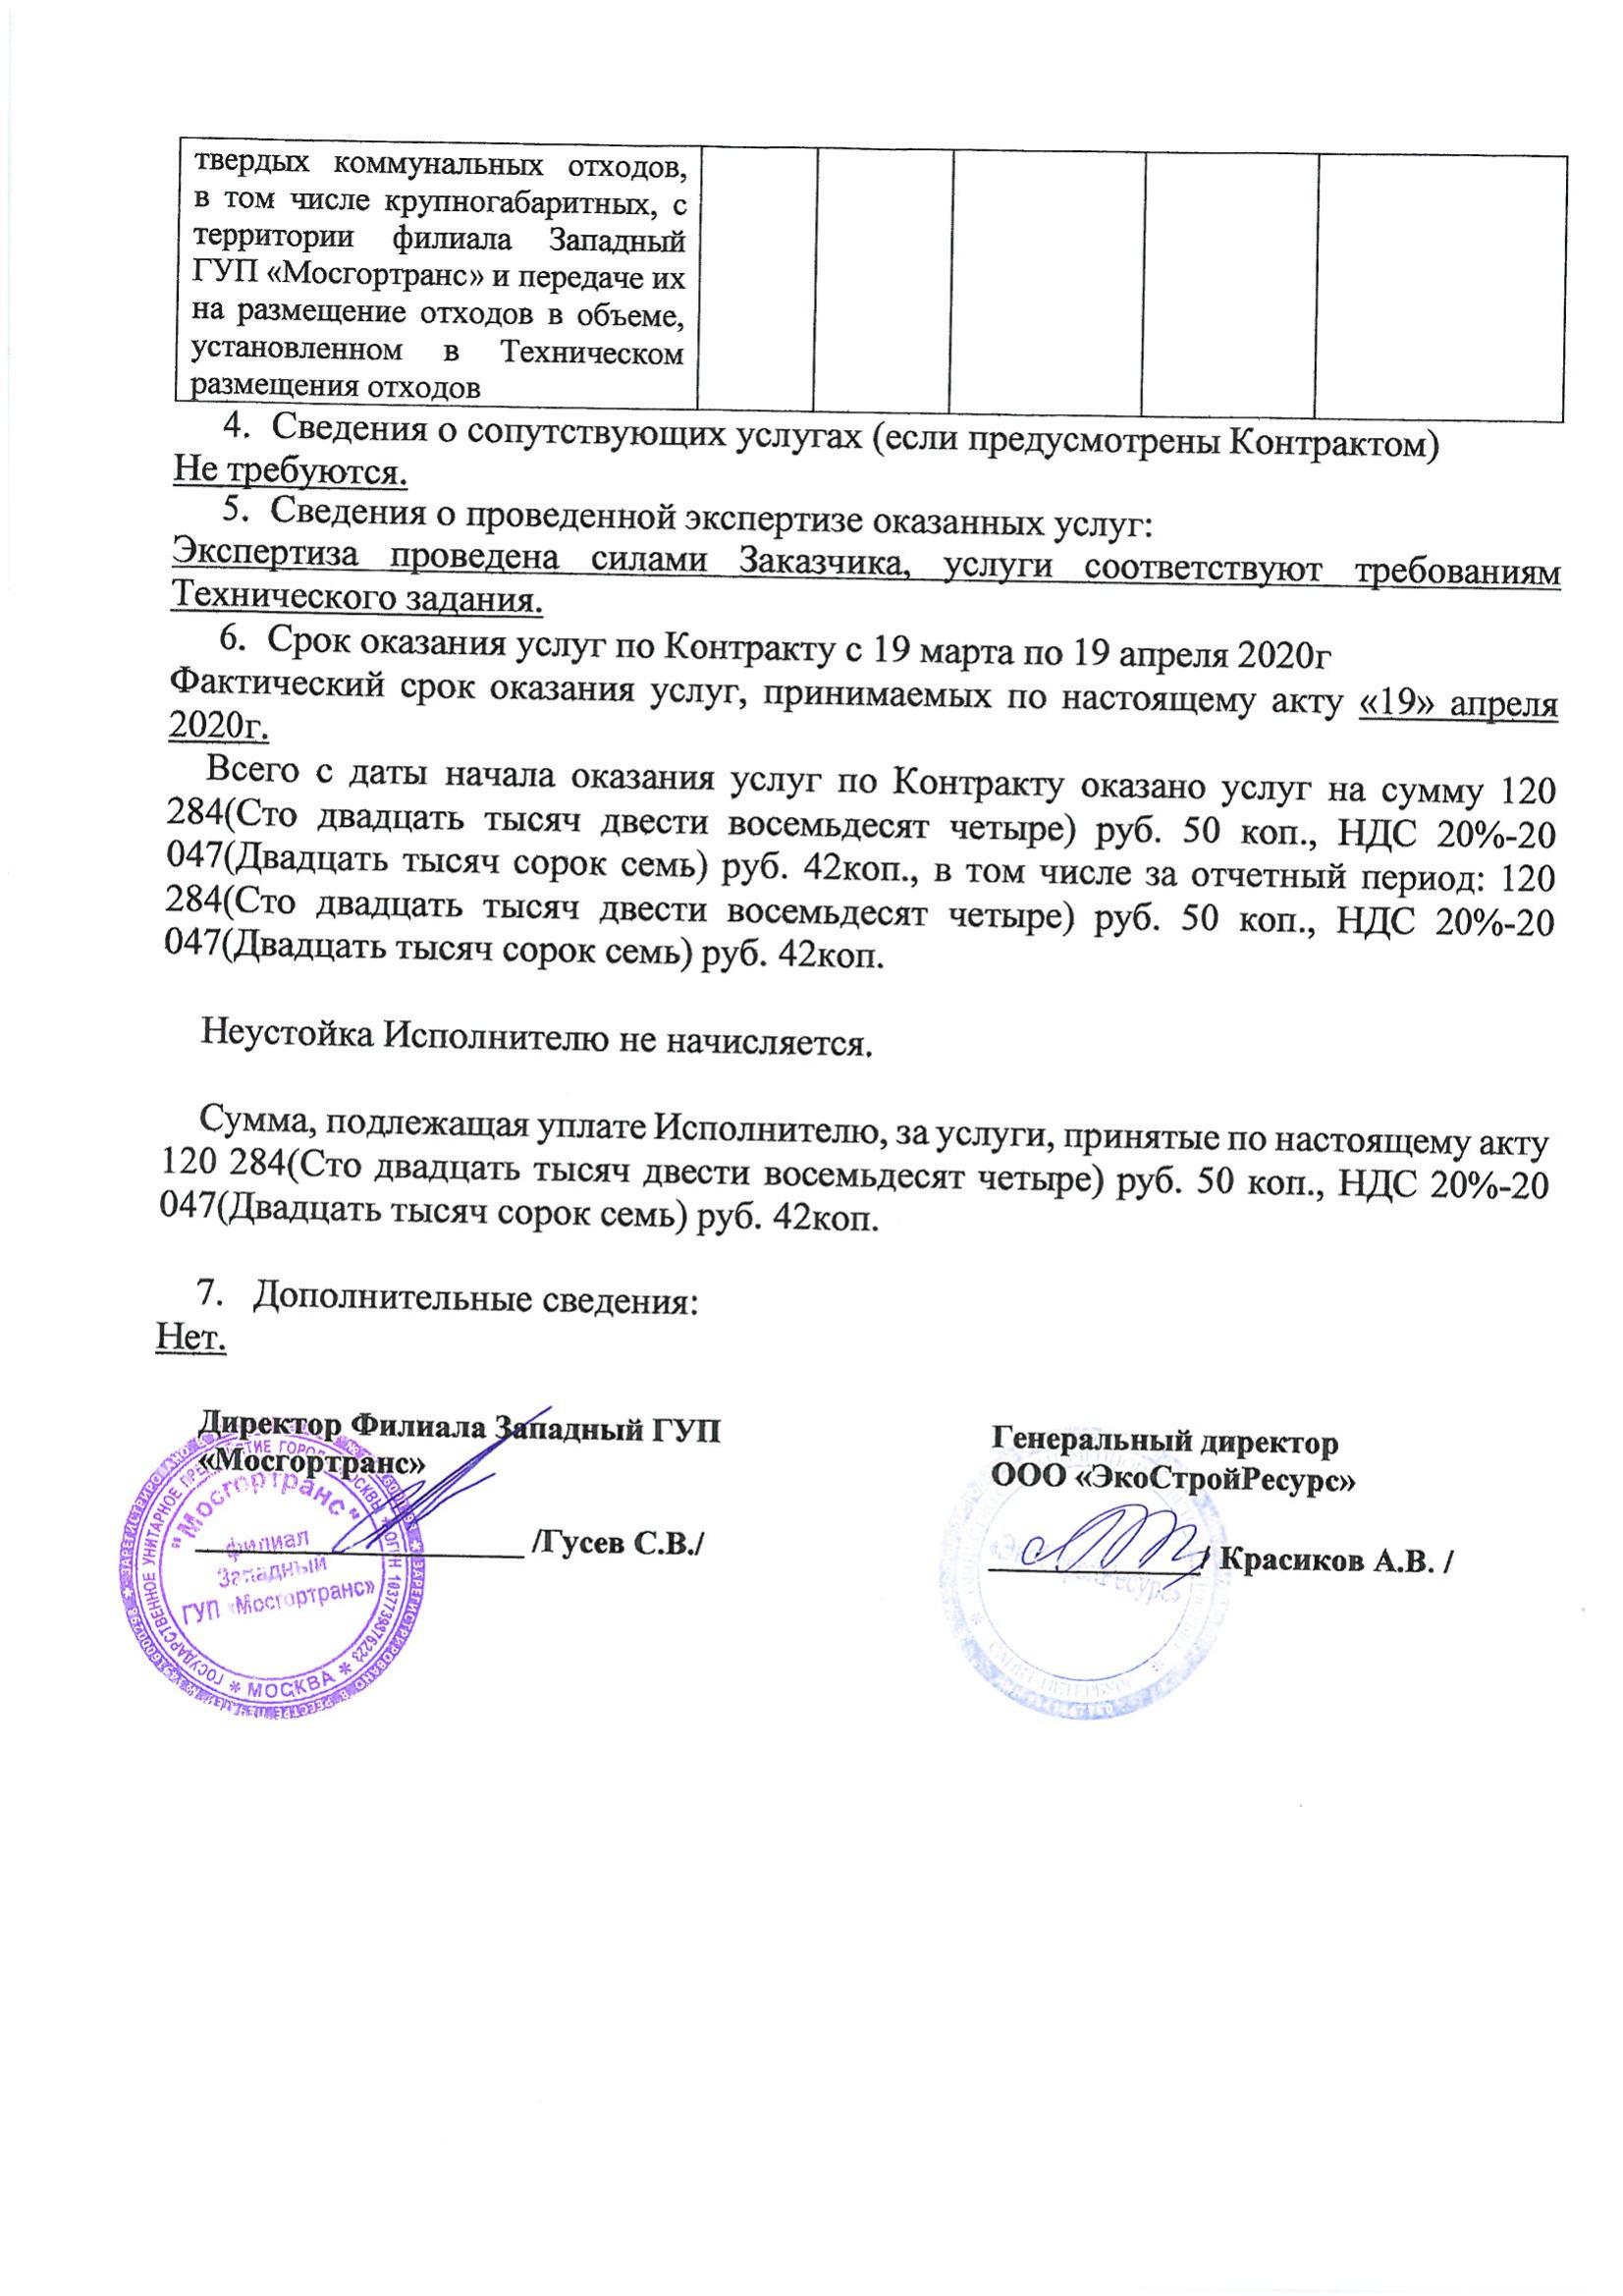 твердых коммунальных отходов,
в том числе крупногабаритных, с
территории филиала Западный
ГУП «Мосгортранс» и передаче их
на размещение отходов в объеме,
установленном в Техническом
размещения отходов
4. Сведения о сопутствующих услугах (если предусмотрены Контрактом)
Не требуются.
5. Сведения о проведенной экспертизе оказанных услуг:
Экспертиза проведена силами Заказчика, услуги соответствуют требованиям
Технического задания.
6. Срок оказания услуг по Контракту с 19 марта по 19 апреля 2020г
Фактический срок оказания услуг, принимаемых по настоящему акту «19» апреля
2020г.
Всего с даты начала оказания услуг по Контракту оказано услуг на сумму 120
284(Сто двадцать тысяч двести восемьдесят четыре) руб. 50 коп., НДС 20%-20
047(Двадцать тысяч сорок семь) руб. 42коп., в том числе за отчетный период: 120
284(Сто двадцать тысяч двести восемьдесят четыре) руб. 50 коп., НДС 20%-20
047(Двадцать тысяч сорок семь) руб. 42коп.
Неустойка Исполнителю не начисляется.
Сумма, подлежащая уплате Исполнителю, за услуги, принятые по настоящему акту
120 284(Сто двадцать тысяч двести восемьдесят четыре) руб. 50 коп., НДС 20%-20
047(Двадцать тысяч сорок семь) руб. 42коп.
7. Дополнительные сведения:
Нет.
Директор Филиала Западный ГУП
«Мосгортранс»
/Гусев С.В./
"Мосгортранс"
филиал
Западный
ГУП «Мосгортранс»
ГОСУДАРСТВЕННОЕ УНИТАРНОЕ ПРЕДПРИЯТИЕ ГОРОДА МОСКВЫ * ОГРН 1037739376223 * МОСКВА *
Генеральный директор
ООО «ЭкоСтройРесурс»
/ Красиков А.В. /
«ЭкоСтройРесурс»
САНКТ-ПЕТЕРБУРГ